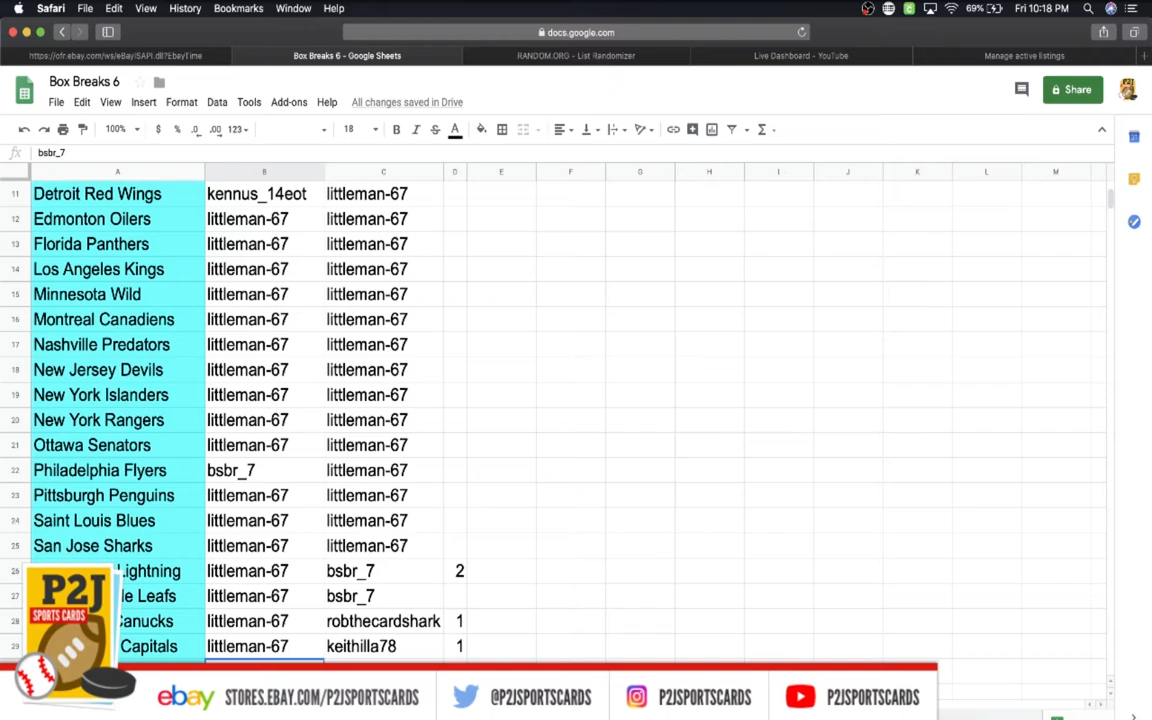 Safari File Edit View History Bookmarks Window Help 69% Fri 10:18 PM
docs.google.com
https://ofr.ebay.com/ws/eBayISAPI.dll?EbayTime Box Breaks 6 - Google Sheets RANDOM.ORG - List Randomizer Live Dashboard - YouTube Manage active listings
Box Breaks 6
File Edit View Insert Format Data Tools Add-ons Help All changes saved in Drive
Share
100% $ % .0 .00 123 18 B I S A
fx bsbr_7
A B C D E F G H I J K L M
11 Detroit Red Wings kennus_14eot littleman-67
12 Edmonton Oilers littleman-67 littleman-67
13 Florida Panthers littleman-67 littleman-67
14 Los Angeles Kings littleman-67 littleman-67
15 Minnesota Wild littleman-67 littleman-67
16 Montreal Canadiens littleman-67 littleman-67
17 Nashville Predators littleman-67 littleman-67
18 New Jersey Devils littleman-67 littleman-67
19 New York Islanders littleman-67 littleman-67
20 New York Rangers littleman-67 littleman-67
21 Ottawa Senators littleman-67 littleman-67
22 Philadelphia Flyers bsbr_7 littleman-67
23 Pittsburgh Penguins littleman-67 littleman-67
24 Saint Louis Blues littleman-67 littleman-67
25 San Jose Sharks littleman-67 littleman-67
26 Lightning littleman-67 bsbr_7 2
27 le Leafs littleman-67 bsbr_7
28 Canucks littleman-67 robthecardshark 1
29 Capitals littleman-67 keithilla78 1
P2J
SPORTS CARDS
ebay STORES.EBAY.COM/P2JSPORTSCARDS @P2JSPORTSCARDS P2JSPORTSCARDS P2JSPORTSCARDS